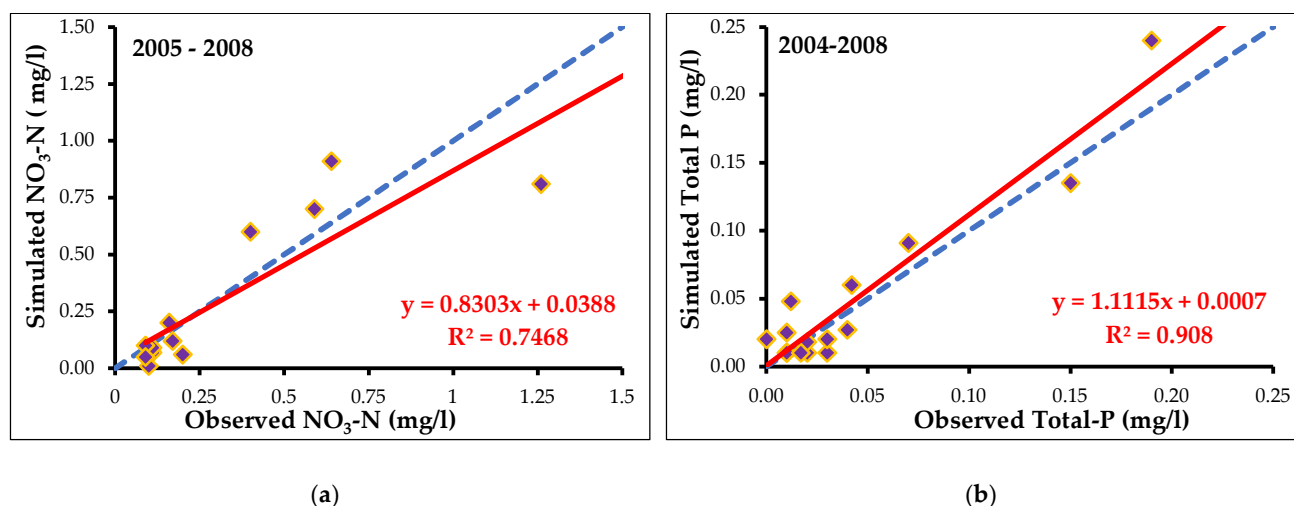 2005 - 2008
Simulated NO₃-N ( mg/l)
1.50
1.25
1.00
0.75
0.50
0.25
0.00
y = 0.8303x + 0.0388
R² = 0.7468
0 0.25 0.5 0.75 1 1.25 1.5
Observed NO₃-N (mg/l)
(a)
2004-2008
Simulated Total P (mg/l)
0.25
0.20
0.15
0.10
0.05
0.00
y = 1.1115x + 0.0007
R² = 0.908
0.00 0.05 0.10 0.15 0.20 0.25
Observed Total-P (mg/l)
(b)